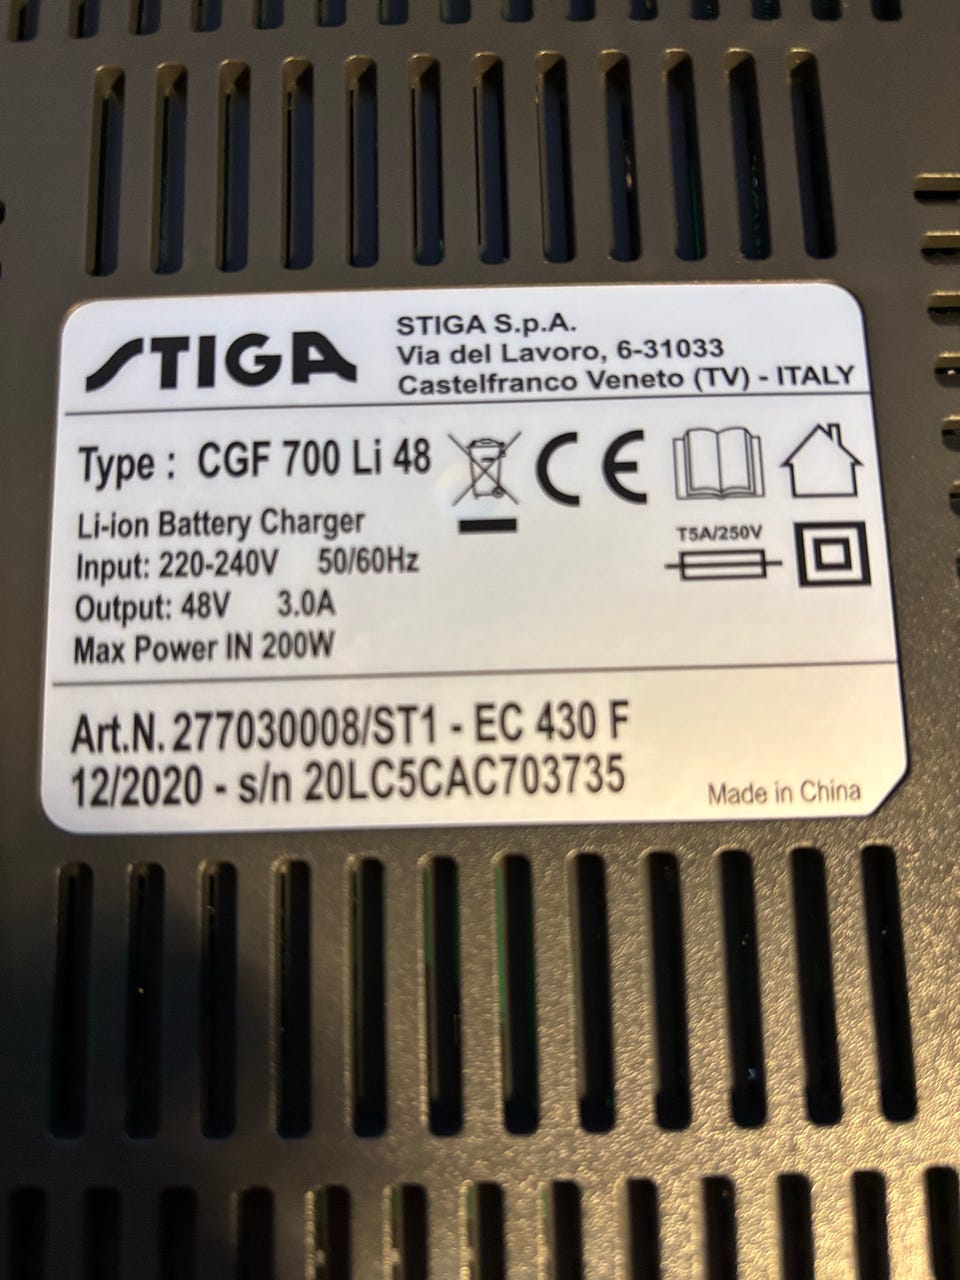 STIGA
STIGA S.p.A.
Via del Lavoro, 6-31033
Castelfranco Veneto (TV) - ITALY
Type : CGF 700 Li 48
CE
Li-ion Battery Charger
Input: 220-240V 50/60Hz
T5A/250V
Output: 48V 3.0A
Max Power IN 200W
Art.N. 277030008/ST1 - EC 430 F
12/2020 - s/n 20LC5CAC703735
Made in China